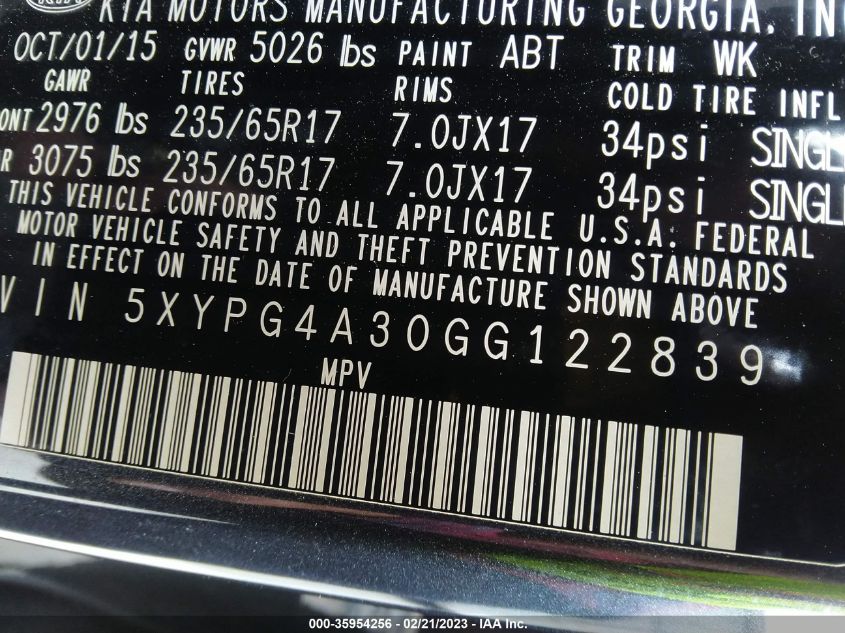 KIA MOTORS MANUFACTURING GEORGIA, IN
OCT/01/15 GVWR 5026 lbs PAINT ABT TRIM WK
GAWR TIRES RIMS COLD TIRE INFL
ONT 2976 lbs 235/65R17 7.0JX17 34psi SINGL
R 3075 lbs 235/65R17 7.0JX17 34psi SINGL
THIS VEHICLE CONFORMS TO ALL APPLICABLE U.S.A. FEDERAL
MOTOR VEHICLE SAFETY AND THEFT PREVENTION STANDARDS
IN EFFECT ON THE DATE OF MANUFACTURE SHOWN ABOVE
VIN 5XYPG4A30GG122839
MPV
000-35954256 - 02/21/2023 - IAA Inc.